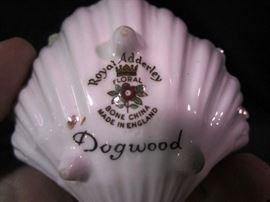 Royal Adderley
FLORAL
BONE CHINA
MADE IN ENGLAND
Dogwood